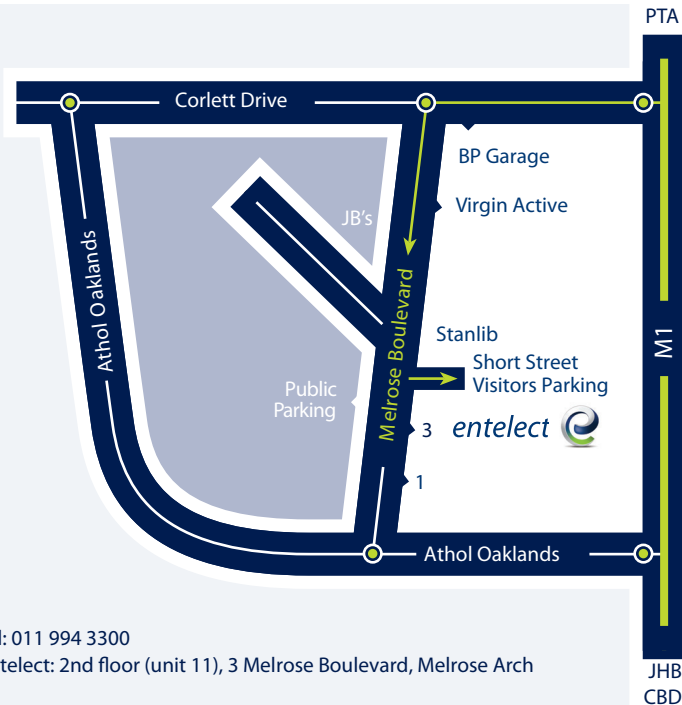 PTA
Corlett Drive
BP Garage
JB's
Virgin Active
Athol Oaklands
Melrose Boulevard
Stanlib
M1
Short Street
Visitors Parking
Public
Parking
3 entelect
1
Athol Oaklands
l: 011 994 3300
telect: 2nd floor (unit 11), 3 Melrose Boulevard, Melrose Arch
JHB
CBD